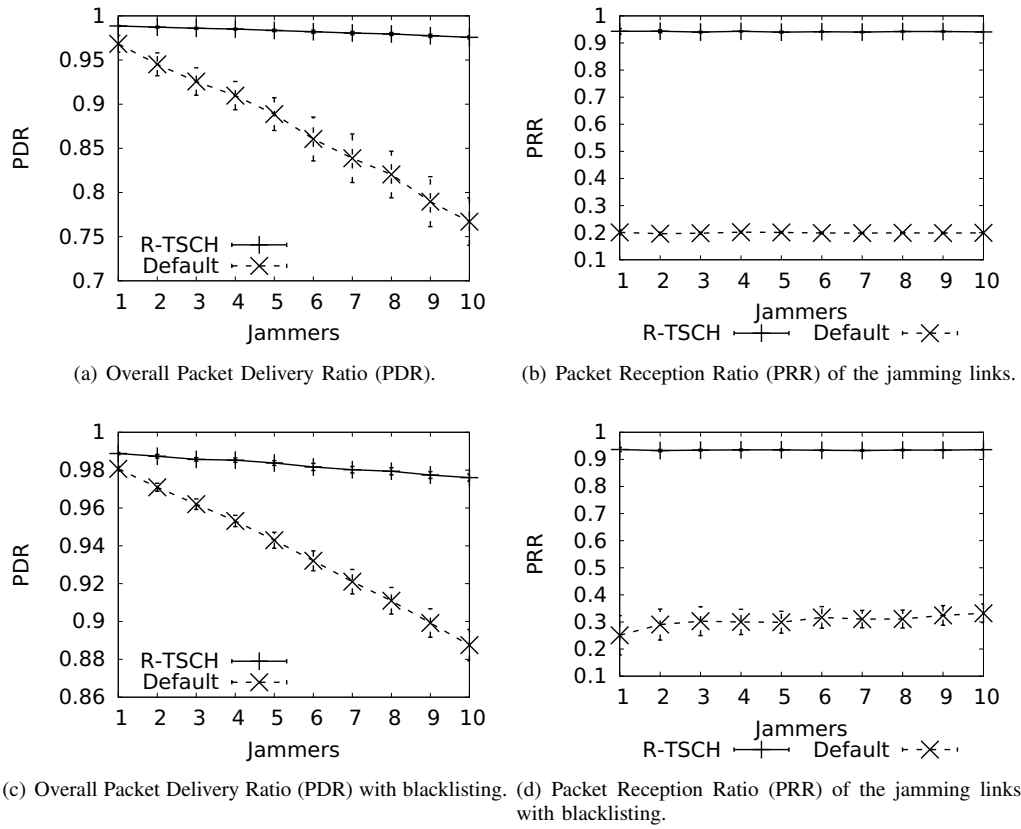 1
0.95
0.9
0.85
0.8
0.75
0.7
PDR
R-TSCH
Default
1 2 3 4 5 6 7 8 9 10
Jammers
(a) Overall Packet Delivery Ratio (PDR).
1
0.9
0.8
0.7
0.6
0.5
0.4
0.3
0.2
0.1
PRR
1 2 3 4 5 6 7 8 9 10
Jammers
R-TSCH Default
(b) Packet Reception Ratio (PRR) of the jamming links.
1
0.98
0.96
0.94
0.92
0.9
0.88
0.86
PDR
R-TSCH
Default
1 2 3 4 5 6 7 8 9 10
Jammers
(c) Overall Packet Delivery Ratio (PDR) with blacklisting.
1
0.9
0.8
0.7
0.6
0.5
0.4
0.3
0.2
0.1
PRR
1 2 3 4 5 6 7 8 9 10
Jammers
R-TSCH Default
(d) Packet Reception Ratio (PRR) of the jamming links
with blacklisting.